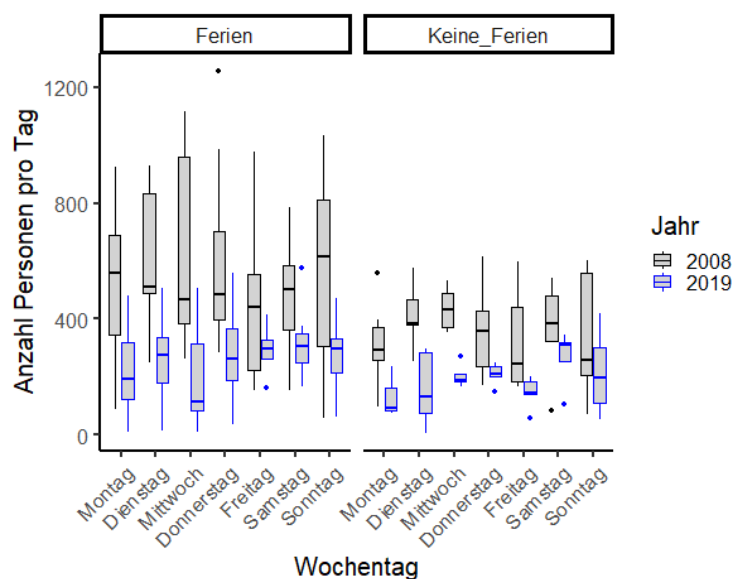 Ferien
Keine_Ferien
Anzahl Personen pro Tag
1200
800
400
0
Montag
Dienstag
Mittwoch
Donnerstag
Freitag
Samstag
Sonntag
Montag
Dienstag
Mittwoch
Donnerstag
Freitag
Samstag
Sonntag
Wochentag
Jahr
2008
2019